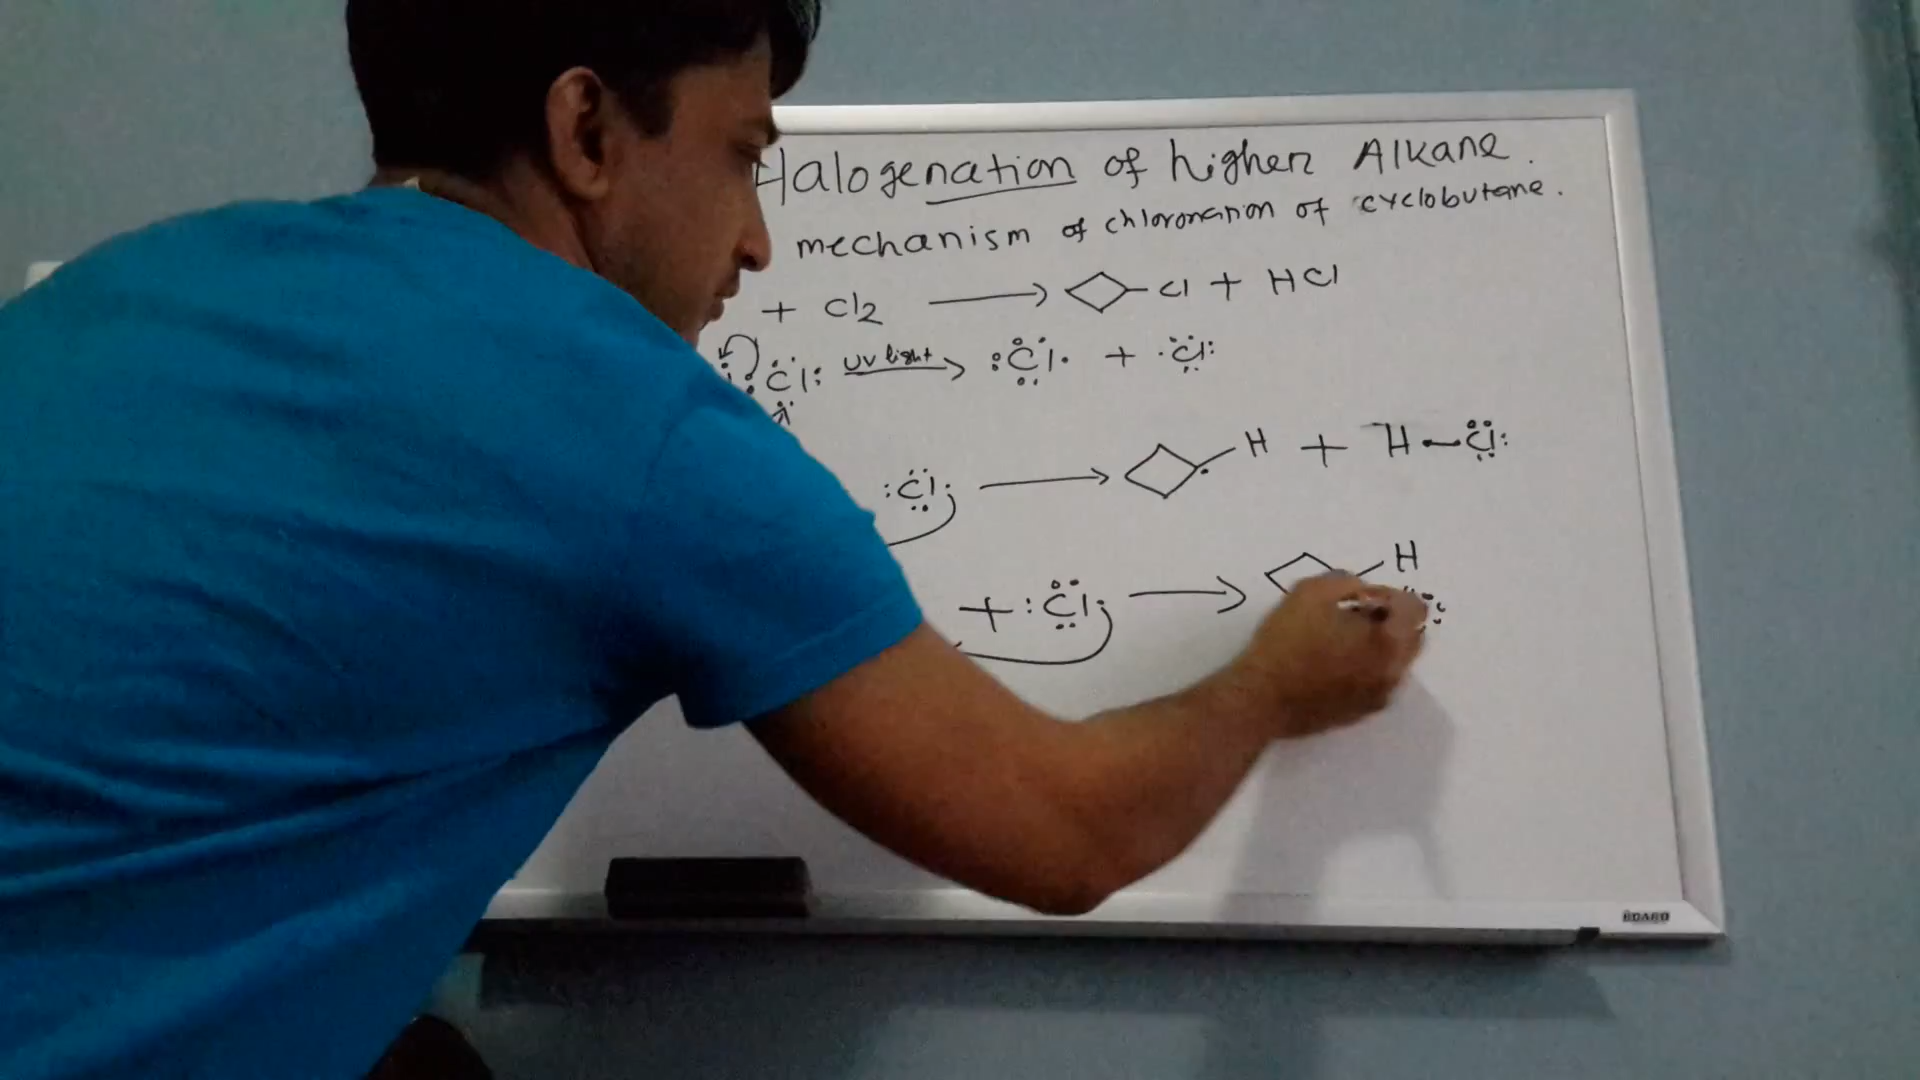 Halogenation of higher Alkane.
mechanism of chloronation of cyclobutane.
+ Cl2 ⟶ -Cl + HCl
:Cl: UV light :Cl· + ·Cl:
:Cl· ⟶ H + H-Cl:
+ :Cl· ⟶ H
BOARD